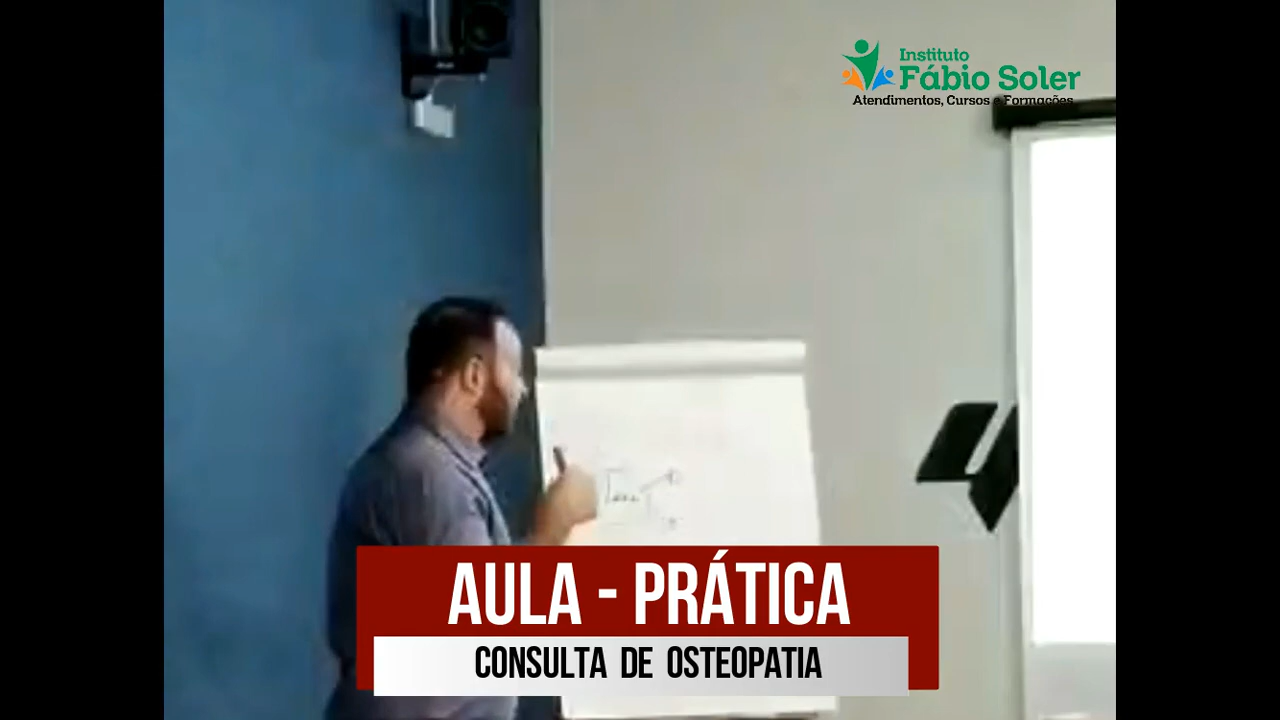 Instituto
Fábio Soler
Atendimentos, Cursos e Formações
AULA - PRÁTICA
CONSULTA DE OSTEOPATIA